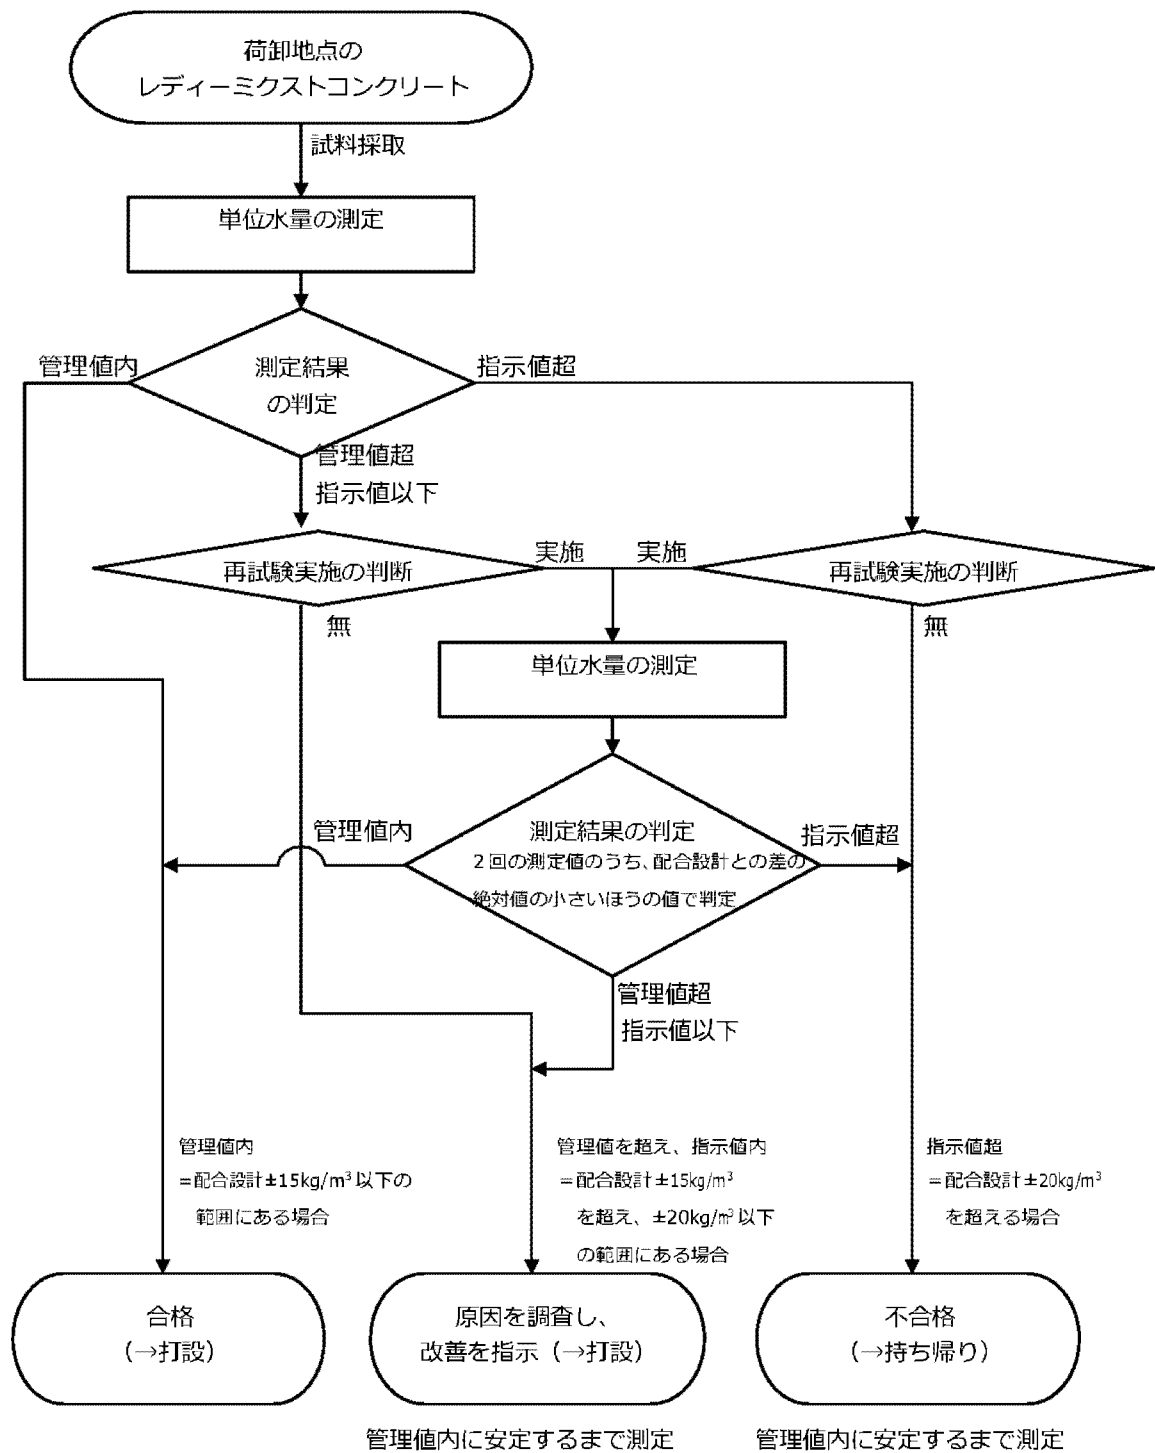 荷卸地点の
レディーミクストコンクリート
試料採取
単位水量の測定
管理値内
測定結果
の判定
指示値超
管理値超
指示値以下
再試験実施の判断
実施
実施
再試験実施の判断
無
無
単位水量の測定
管理値内
測定結果の判定
2回の測定値のうち、配合設計との差の
絶対値の小さいほうの値で判定
指示値超
管理値超
指示値以下
管理値内
=配合設計±15kg/m³以下の
範囲にある場合
管理値を超え、指示値内
=配合設計±15kg/m³
を超え、±20kg/m³以下
の範囲にある場合
指示値超
=配合設計±20kg/m³
を超える場合
合格
(→打設)
原因を調査し、
改善を指示(→打設)
不合格
(→持ち帰り)
管理値内に安定するまで測定
管理値内に安定するまで測定